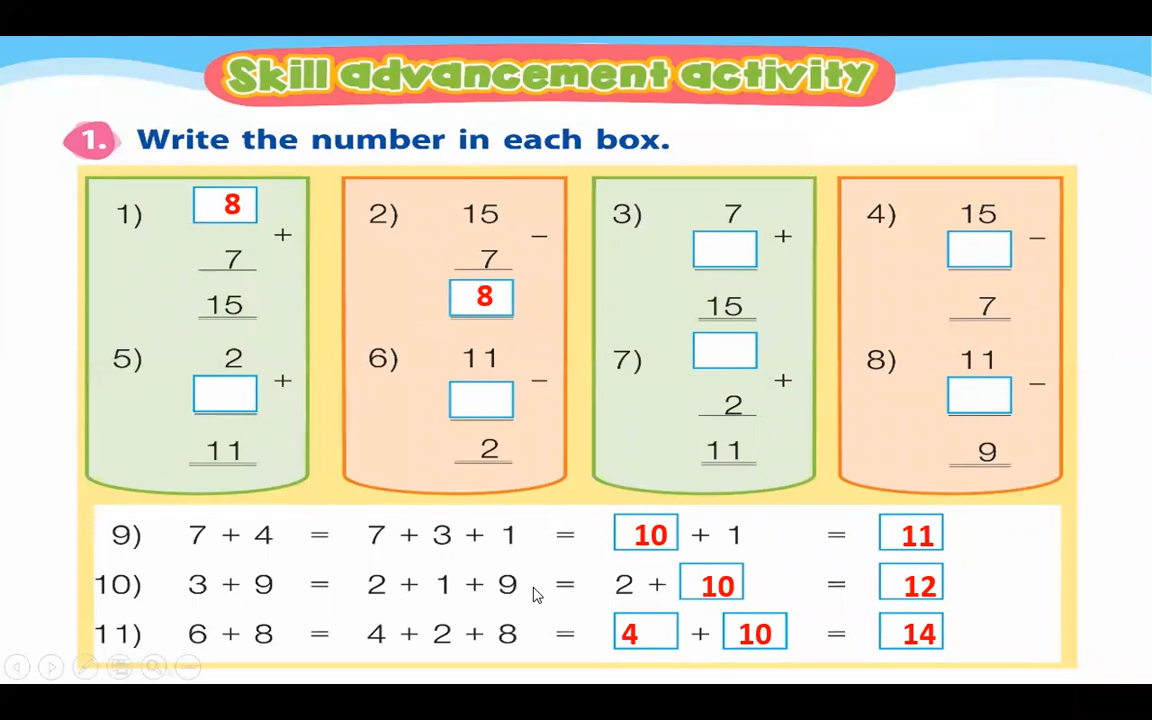 Skill advancement activity
1. Write the number in each box.
1) 8 2) 15 3) 7 4) 15
+ − + −
7 7
15 8 15 7
5) 2 6) 11 7) 8) 11
+ − + −
2
11 2 11 9
9) 7 + 4 = 7 + 3 + 1 = 10 + 1 = 11
10) 3 + 9 = 2 + 1 + 9 = 2 + 10 = 12
11) 6 + 8 = 4 + 2 + 8 = 4 + 10 = 14